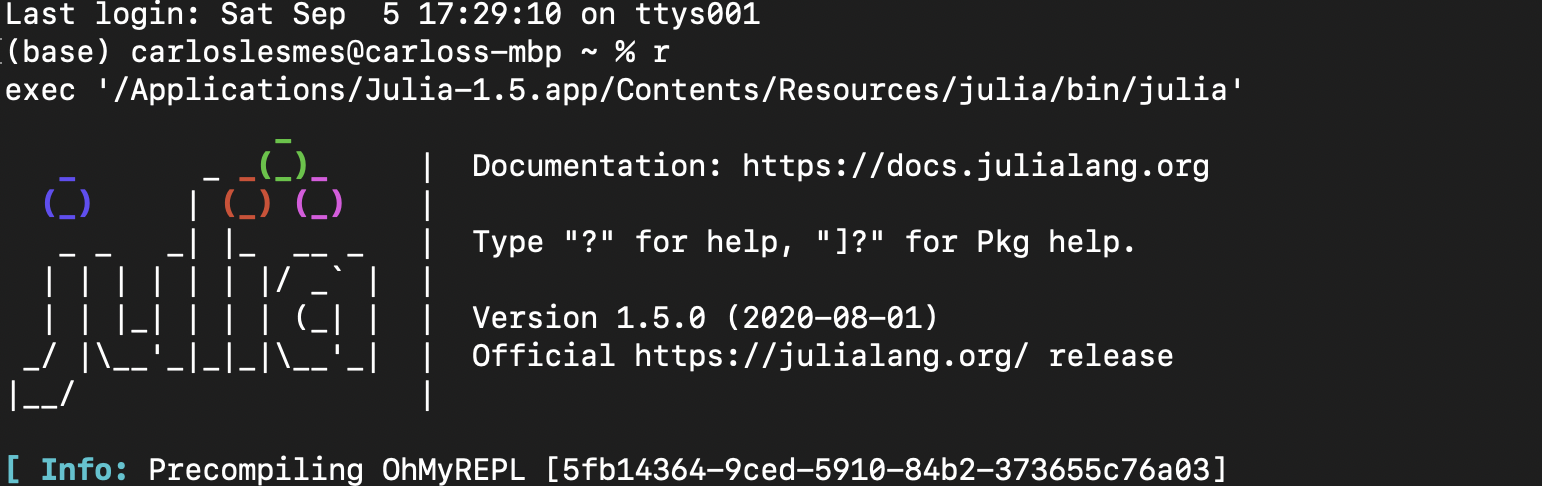 Last login: Sat Sep  5 17:29:10 on ttys001
(base) carloslesmes@carloss-mbp ~ % r
exec '/Applications/Julia-1.5.app/Contents/Resources/julia/bin/julia'
               _
   _       _ _(_)_     |  Documentation: https://docs.julialang.org
  (_)     | (_) (_)    |
   _ _   _| |_  __ _   |  Type "?" for help, "]?" for Pkg help.
  | | | | | | |/ _` |  |
  | | |_| | | | (_| |  |  Version 1.5.0 (2020-08-01)
 _/ |\__'_|_|_|\__'_|  |  Official https://julialang.org/ release
|__/                   |
[ Info: Precompiling OhMyREPL [5fb14364-9ced-5910-84b2-373655c76a03]